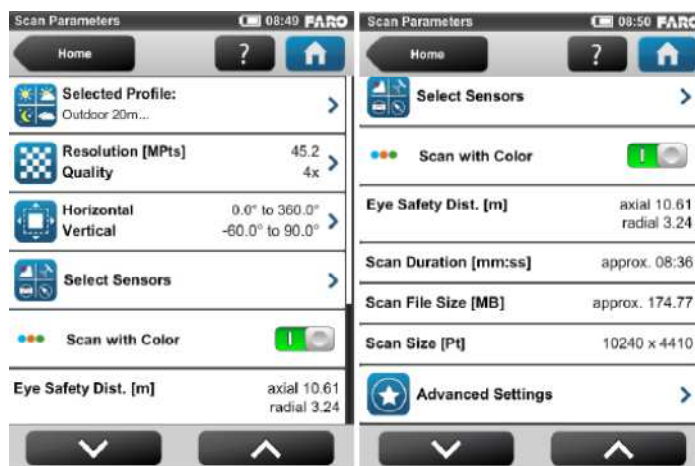 Scan Parameters 08:49 FARO
Home ?
Selected Profile:
Outdoor 20m...
Resolution [MPts] 45.2
Quality 4x
Horizontal 0.0° to 360.0°
Vertical -60.0° to 90.0°
Select Sensors
Scan with Color
Eye Safety Dist. [m] axial 10.61
radial 3.24
Scan Parameters 08:50 FARO
Home ?
Select Sensors
Scan with Color
Eye Safety Dist. [m] axial 10.61
radial 3.24
Scan Duration [mm:ss] approx. 08:36
Scan File Size [MB] approx. 174.77
Scan Size [Pt] 10240 x 4410
Advanced Settings